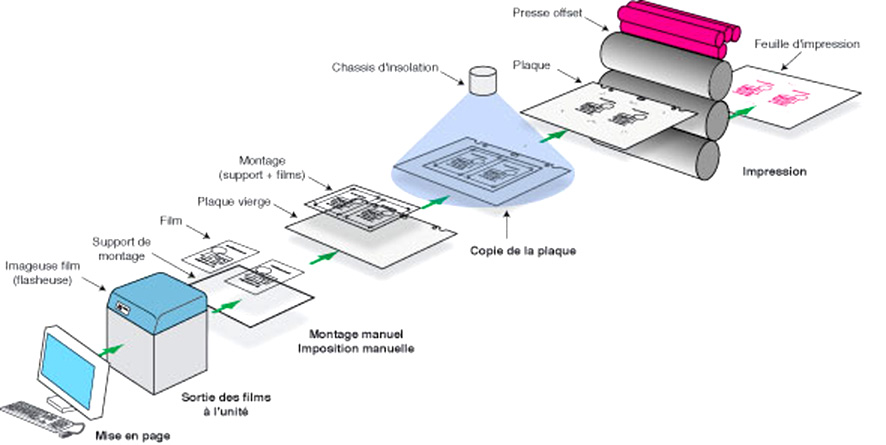 Presse offset
Feuille d'impression
Chassis d'insolation
Plaque
Impression
Montage
(support + films)
Plaque vierge
Copie de la plaque
Film
Support de
montage
Imageuse film
(flasheuse)
Montage manuel
Imposition manuelle
Sortie des films
à l'unité
Mise en page